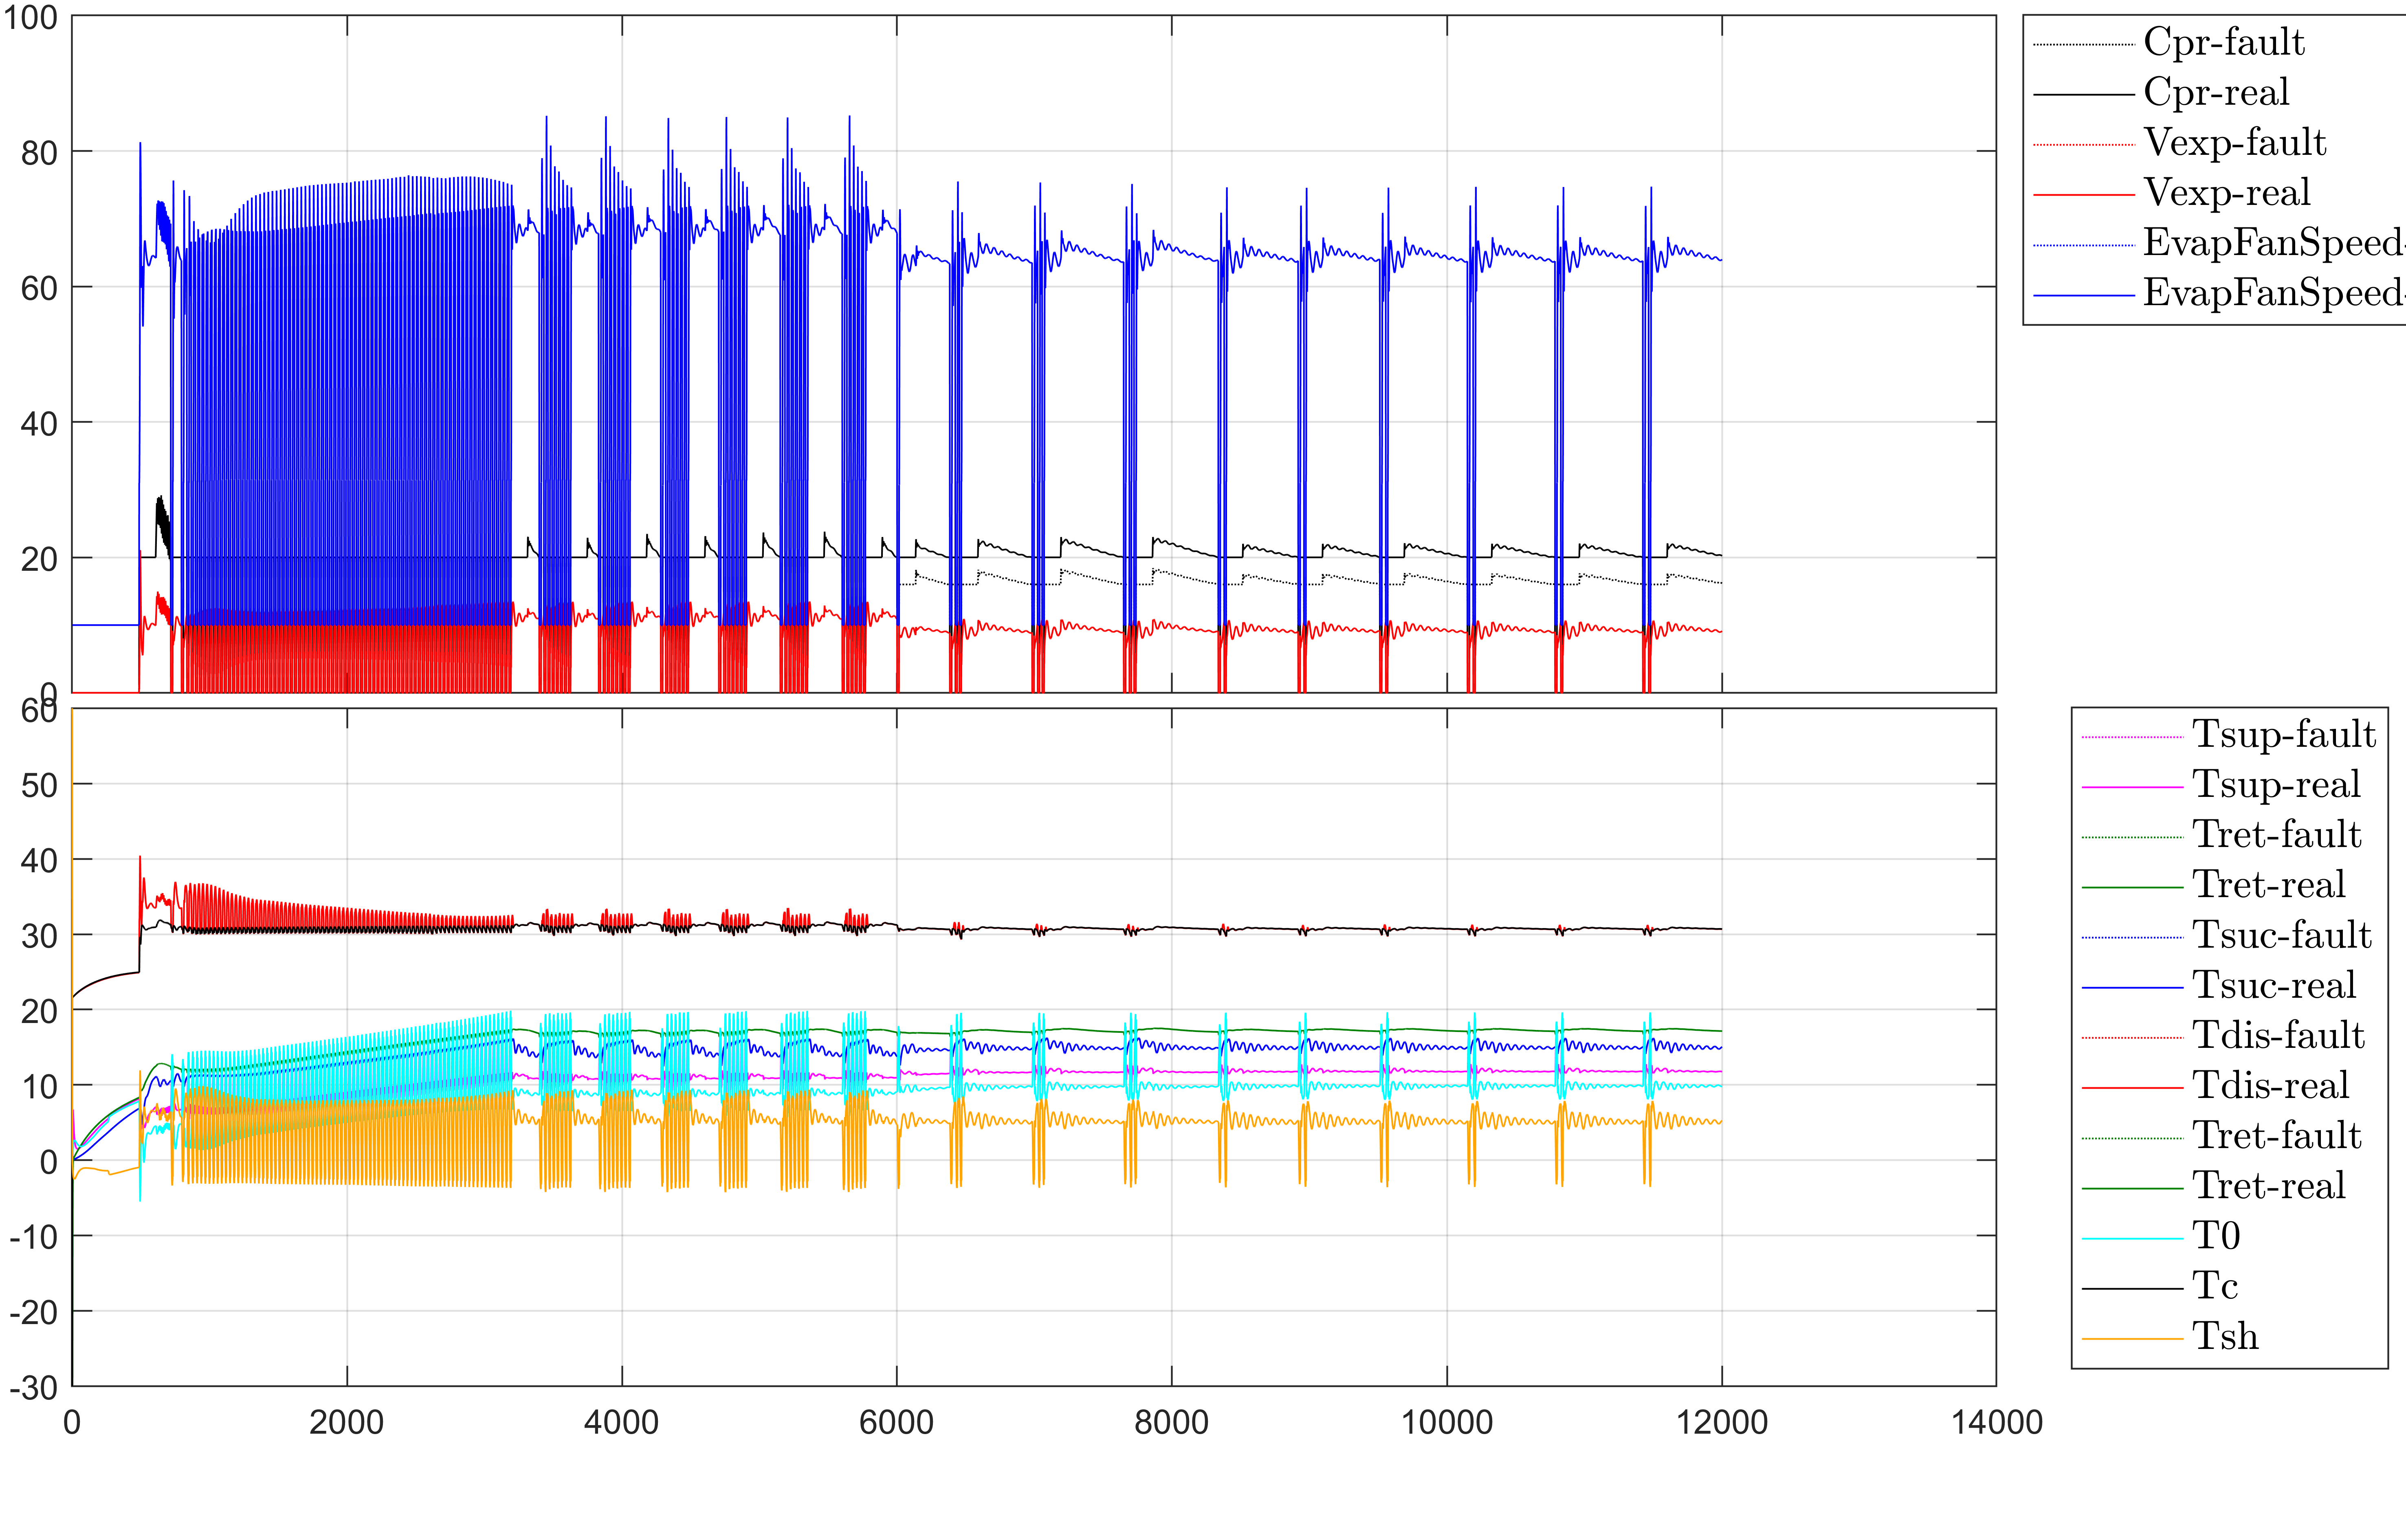 100
80
60
40
20
0
Cpr-fault
Cpr-real
Vexp-fault
Vexp-real
EvapFanSpeed-
EvapFanSpeed-
60
50
40
30
20
10
0
-10
-20
-30
0 2000 4000 6000 8000 10000 12000 14000
Tsup-fault
Tsup-real
Tret-fault
Tret-real
Tsuc-fault
Tsuc-real
Tdis-fault
Tdis-real
Tret-fault
Tret-real
T0
Tc
Tsh